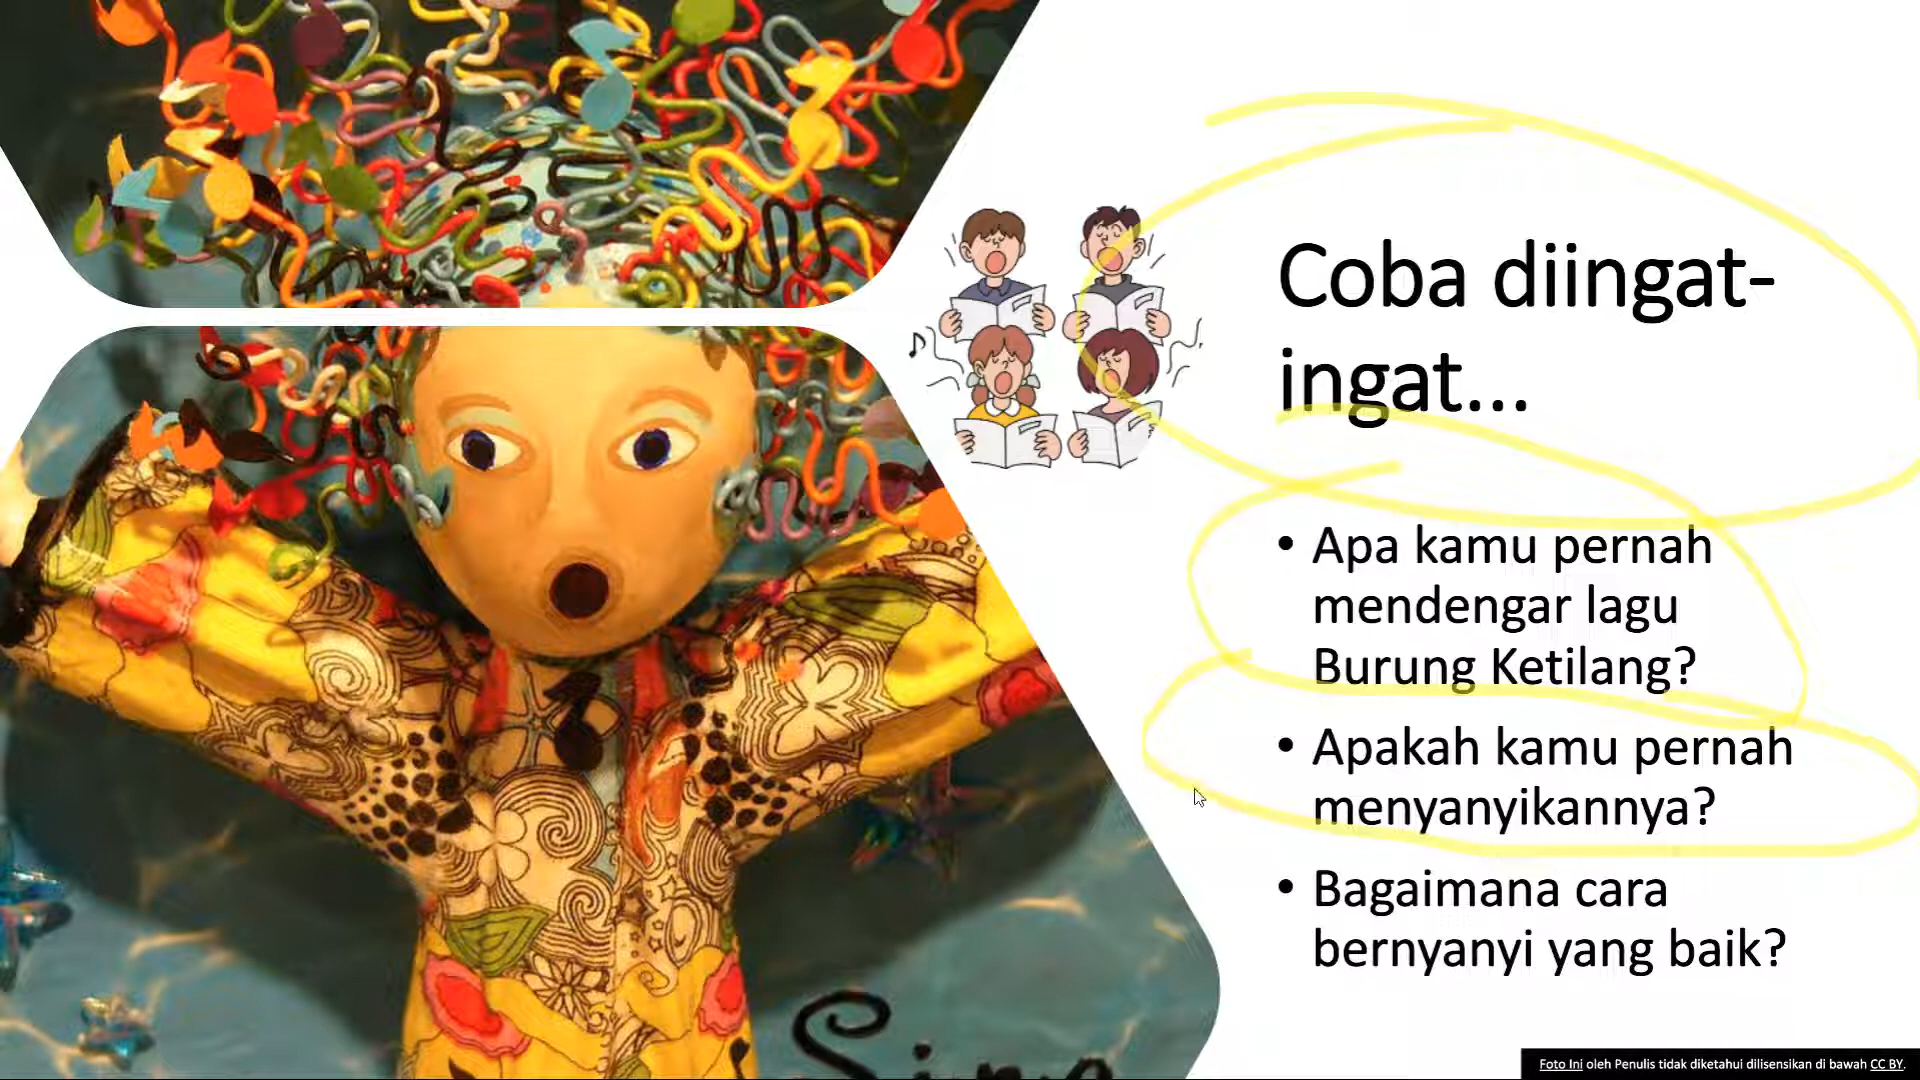 Coba diingat-
ingat...
• Apa kamu pernah
mendengar lagu
Burung Ketilang?
• Apakah kamu pernah
menyanyikannya?
• Bagaimana cara
bernyanyi yang baik?
Sing
Foto Ini oleh Penulis tidak diketahui dilisensikan di bawah CC BY.